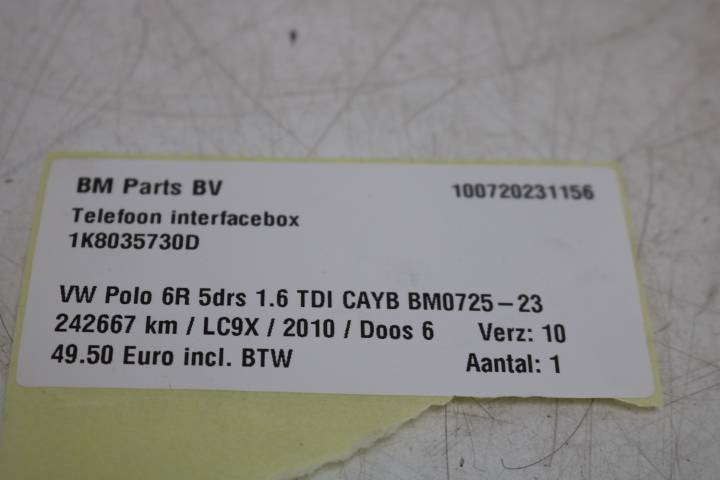 BM Parts BV 100720231156
Telefoon interfacebox
1K8035730D
VW Polo 6R 5drs 1.6 TDI CAYB BM0725-23
242667 km / LC9X / 2010 / Doos 6 Verz: 10
49.50 Euro incl. BTW Aantal: 1